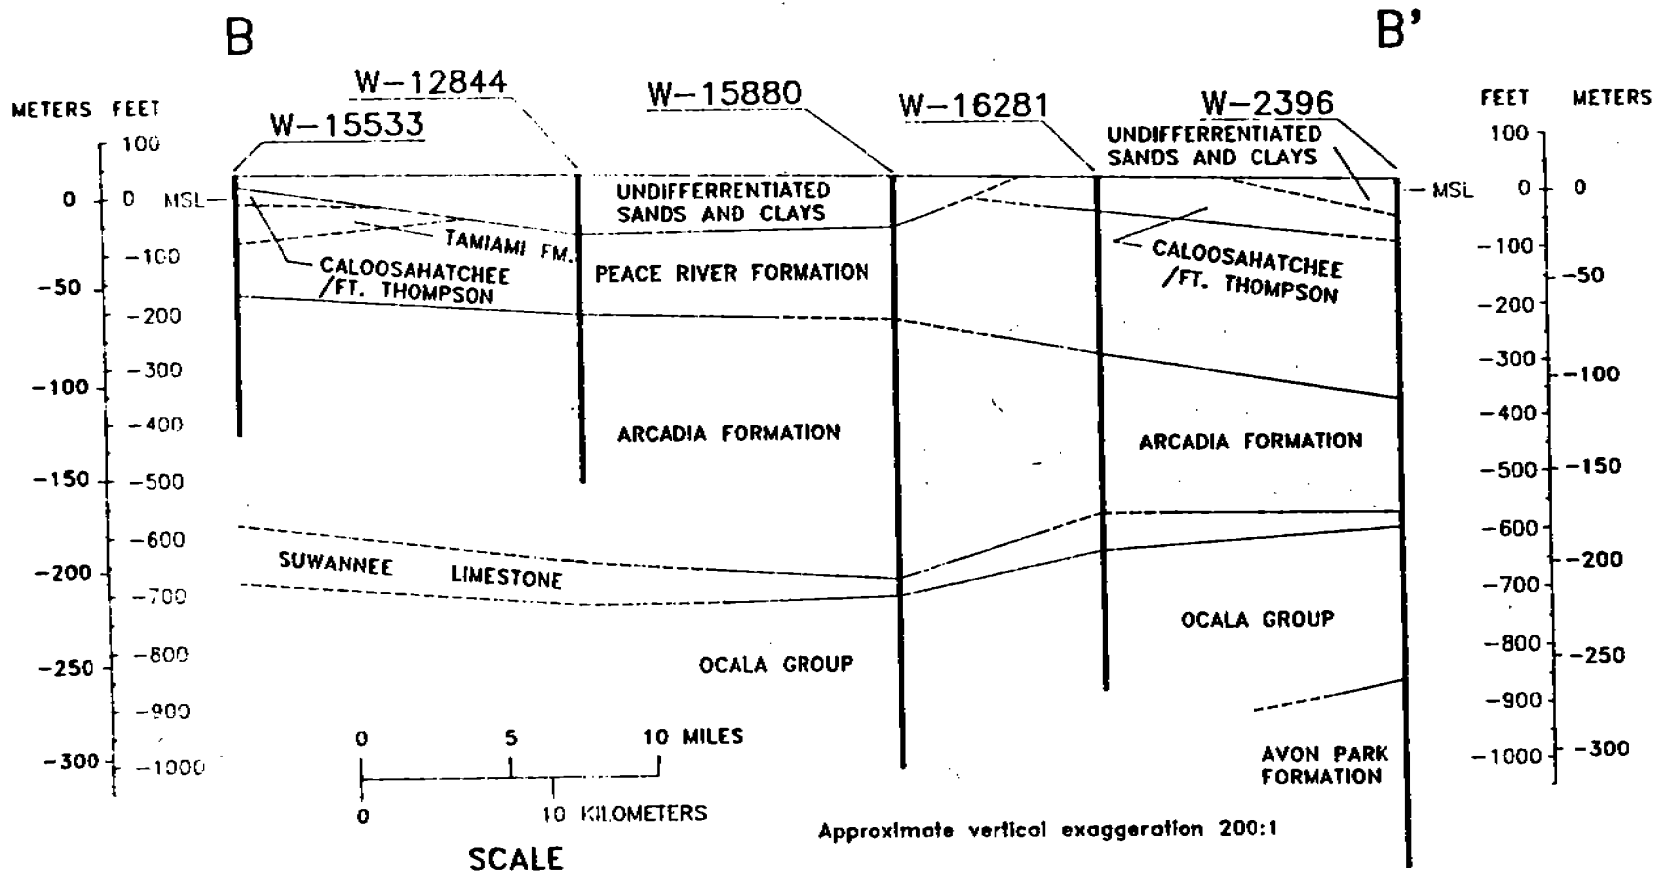 B
B'
W-12844
W-15880
W-16281
W-2396
W-15533
METERS FEET
FEET METERS
UNDIFFERRENTIATED
SANDS AND CLAYS
100
0
0
MSL
-100
-50
-200
-300
-100
-400
-150
-500
-600
-200
-700
-800
-250
-900
-300
-1000
UNDIFFERRENTIATED
SANDS AND CLAYS
TAMIAMI FM.
CALOOSAHATCHEE
/FT. THOMPSON
PEACE RIVER FORMATION
CALOOSAHATCHEE
/FT. THOMPSON
ARCADIA FORMATION
ARCADIA FORMATION
SUWANNEE LIMESTONE
OCALA GROUP
OCALA GROUP
AVON PARK
FORMATION
100
0
0
MSL
-100
-50
-200
-300
-100
-400
-500
-150
-600
-200
-700
-800
-250
-900
-1000
-300
0 5 10 MILES
0 10 KILOMETERS
SCALE
Approximate vertical exaggeration 200:1